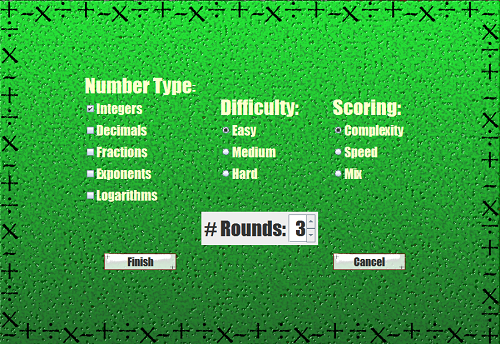 Number Type:
Integers
Decimals
Fractions
Exponents
Logarithms
Difficulty:
Easy
Medium
Hard
Scoring:
Complexity
Speed
Mix
# Rounds: 3
Finish
Cancel